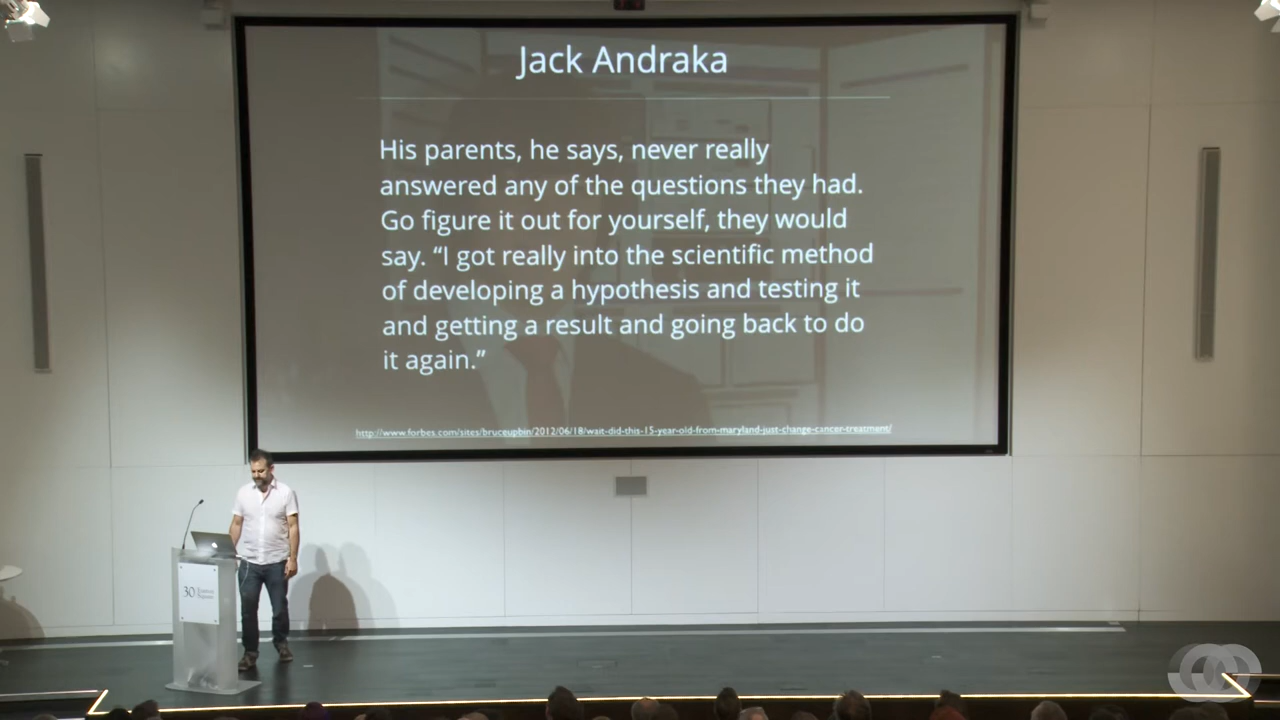 Jack Andraka
His parents, he says, never really
answered any of the questions they had.
Go figure it out for yourself, they would
say. “I got really into the scientific method
of developing a hypothesis and testing it
and getting a result and going back to do
it again.”
http://www.forbes.com/sites/bruceupbin/2012/06/18/wait-did-this-15-year-old-from-maryland-just-change-cancer-treatment/
30